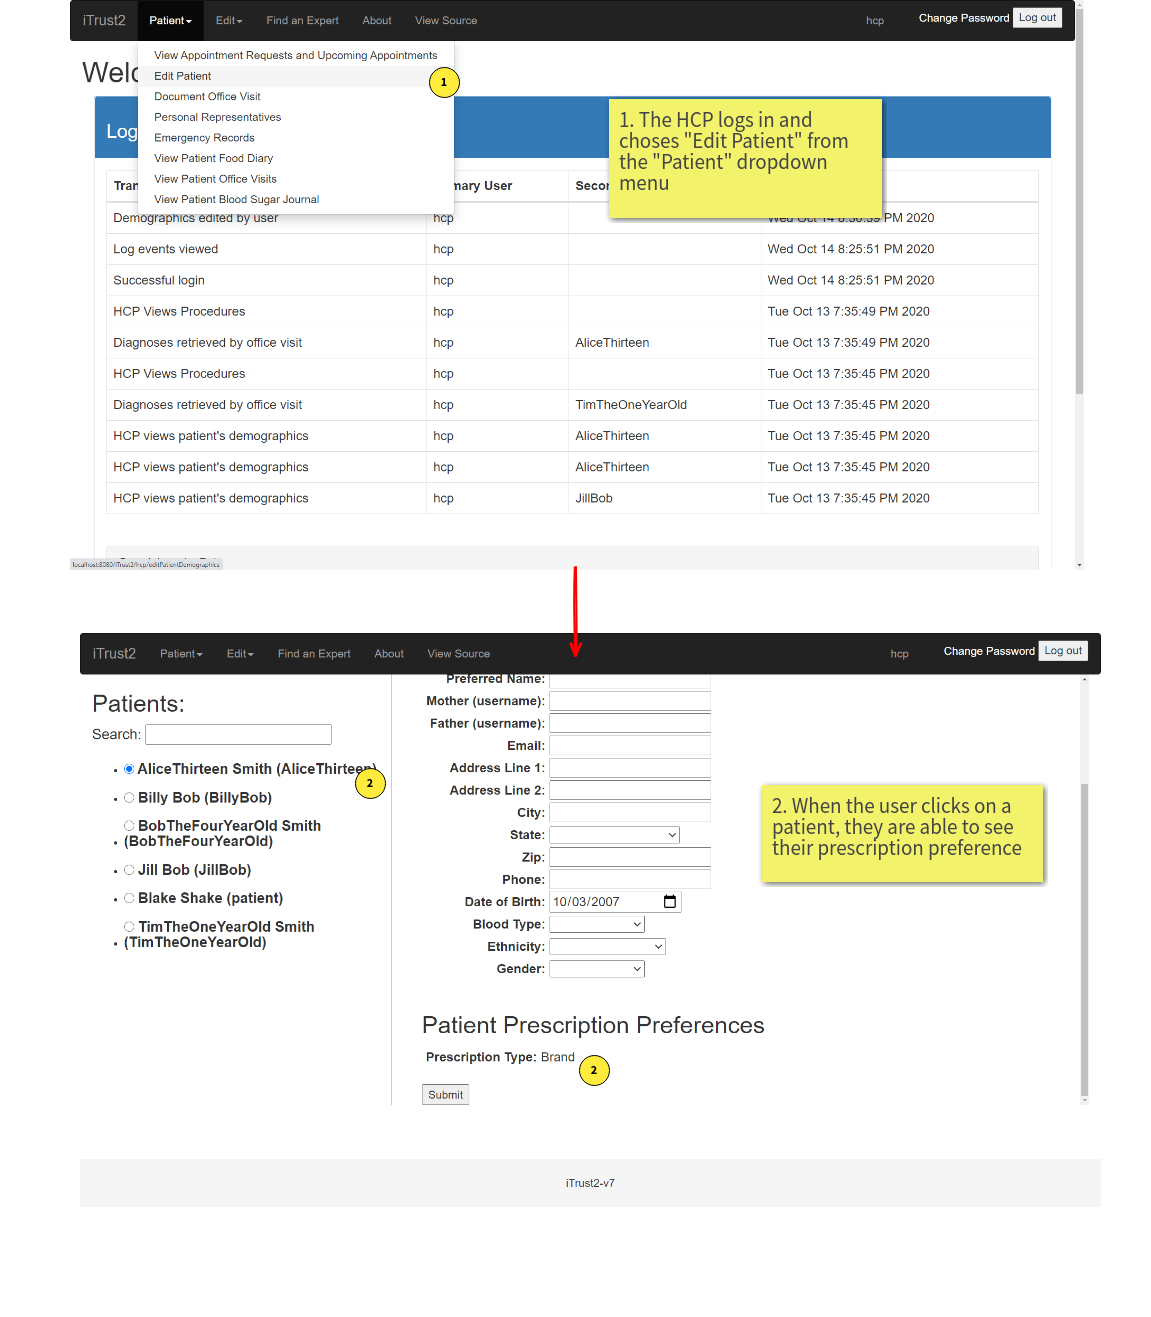 iTrust2 Patient Edit Find an Expert About View Source hcp Change Password Log out
View Appointment Requests and Upcoming Appointments
Edit Patient
Document Office Visit
Personal Representatives
Emergency Records
View Patient Food Diary
View Patient Office Visits
View Patient Blood Sugar Journal
1
1. The HCP logs in and
choses "Edit Patient" from
the "Patient" dropdown
menu
Demographics edited by user hcp Wed Oct 14 8:30:39 PM 2020
Log events viewed hcp Wed Oct 14 8:25:51 PM 2020
Successful login hcp Wed Oct 14 8:25:51 PM 2020
HCP Views Procedures hcp Tue Oct 13 7:35:49 PM 2020
Diagnoses retrieved by office visit hcp AliceThirteen Tue Oct 13 7:35:49 PM 2020
HCP Views Procedures hcp Tue Oct 13 7:35:45 PM 2020
Diagnoses retrieved by office visit hcp TimTheOneYearOld Tue Oct 13 7:35:45 PM 2020
HCP views patient's demographics hcp AliceThirteen Tue Oct 13 7:35:45 PM 2020
HCP views patient's demographics hcp AliceThirteen Tue Oct 13 7:35:45 PM 2020
HCP views patient's demographics hcp JillBob Tue Oct 13 7:35:45 PM 2020
localhost:8080/iTrust2/hcp/editPatientDemographics
iTrust2 Patient Edit Find an Expert About View Source hcp Change Password Log out
Patients:
Search:
AliceThirteen Smith (AliceThirteen)
2
Billy Bob (BillyBob)
BobTheFourYearOld Smith
(BobTheFourYearOld)
Jill Bob (JillBob)
Blake Shake (patient)
TimTheOneYearOld Smith
(TimTheOneYearOld)
Preferred Name:
Mother (username):
Father (username):
Email:
Address Line 1:
Address Line 2:
City:
State:
Zip:
Phone:
Date of Birth: 10/03/2007
Blood Type:
Ethnicity:
Gender:
2. When the user clicks on a
patient, they are able to see
their prescription preference
Patient Prescription Preferences
Prescription Type: Brand
2
Submit
iTrust2-v7